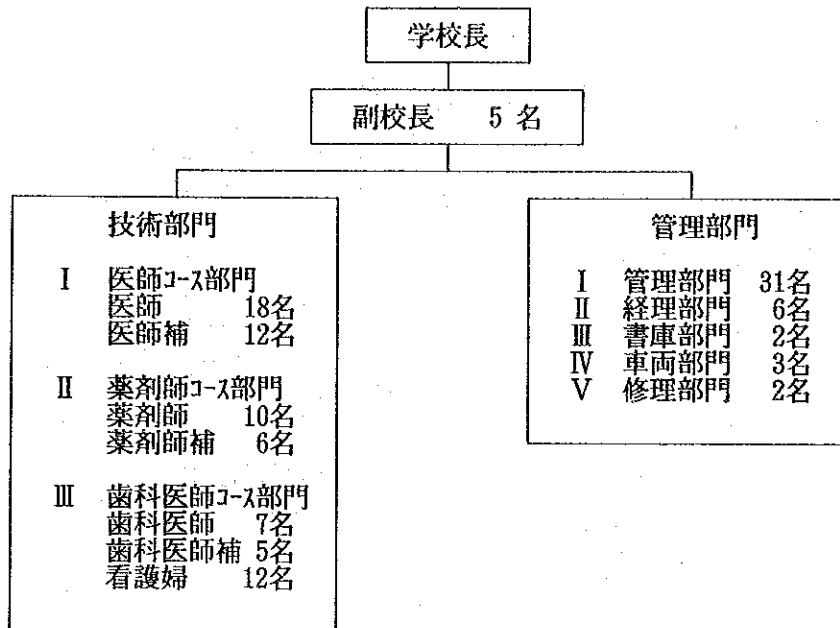 学校長
副校長 5 名
技術部門
Ⅰ 医師ｺｰｽ部門
医師 18名
医師補 12名
Ⅱ 薬剤師ｺｰｽ部門
薬剤師 10名
薬剤師補 6名
Ⅲ 歯科医師ｺｰｽ部門
歯科医師 7名
歯科医師補 5名
看護婦 12名
管理部門
Ⅰ 管理部門 31名
Ⅱ 経理部門 6名
Ⅲ 書庫部門 2名
Ⅳ 車両部門 3名
Ⅴ 修理部門 2名